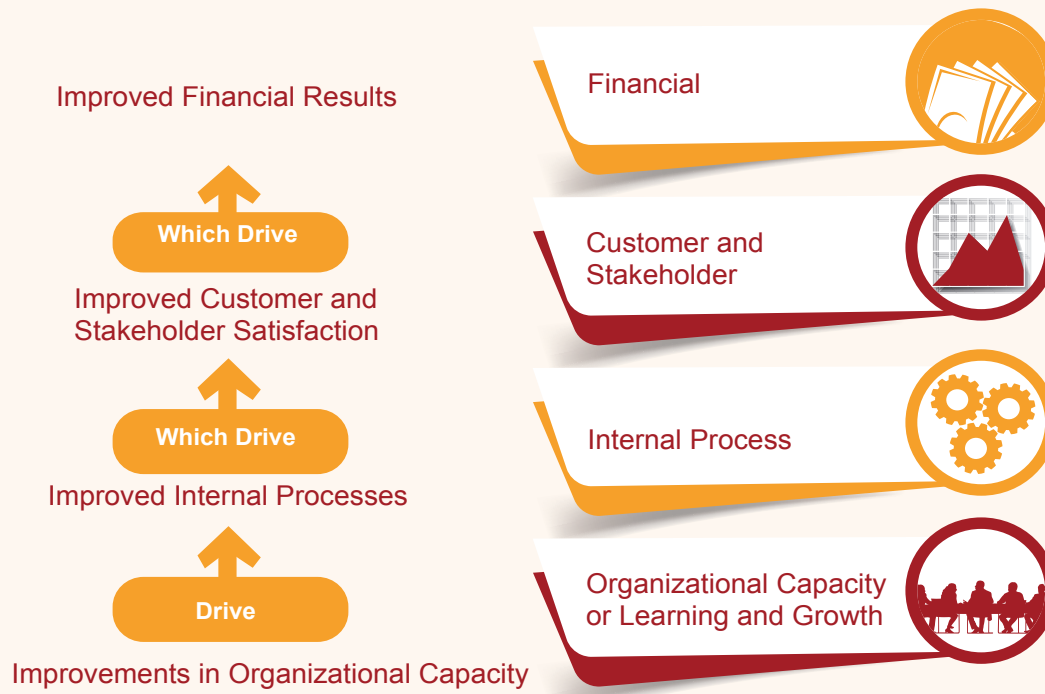 Improved Financial Results
Which Drive
Improved Customer and
Stakeholder Satisfaction
Which Drive
Improved Internal Processes
Drive
Improvements in Organizational Capacity
Financial
Customer and
Stakeholder
Internal Process
Organizational Capacity
or Learning and Growth